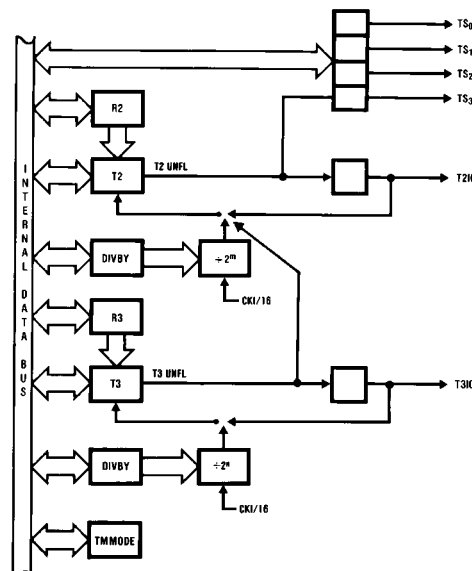 TS0
TS1
TS2
TS3
R2
T2
T2 UNFL
T2IO
DIVBY
÷2m
CKI/16
R3
T3
T3 UNFL
T3IO
DIVBY
÷2n
CKI/16
TMMODE
INTERNAL DATA BUS